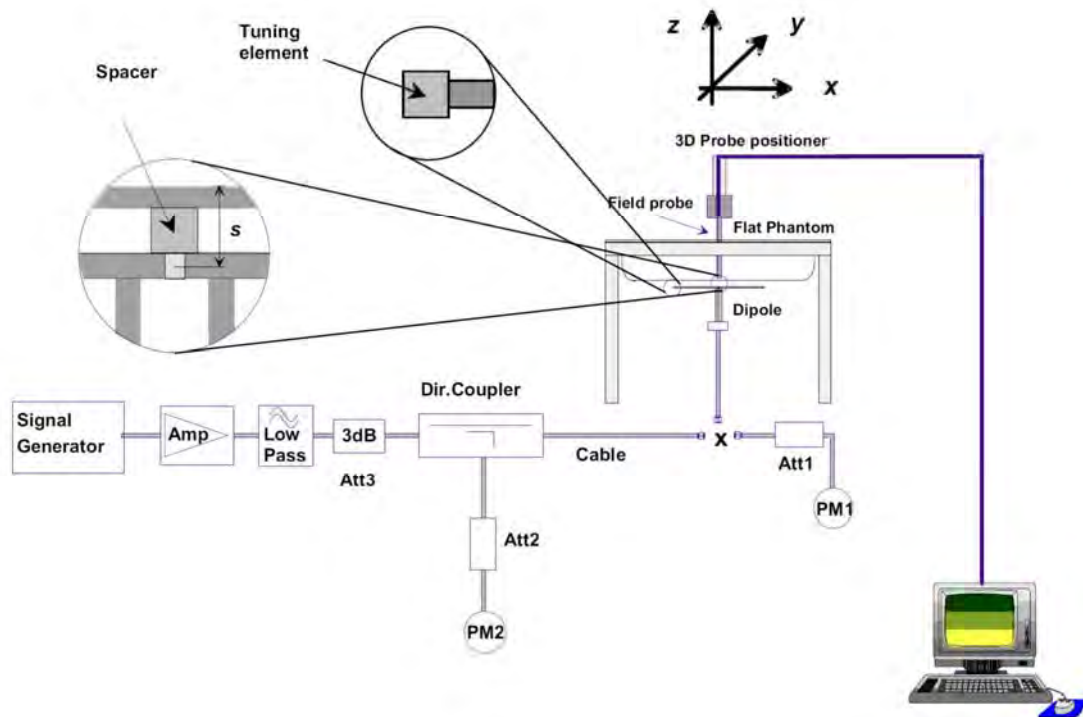 Tuning
element
Spacer
z
y
x
3D Probe positioner
Field probe
Flat Phantom
s
Dipole
Dir.Coupler
Signal
Generator
Amp
Low
Pass
3dB
Att3
Cable
x
Att1
PM1
Att2
PM2